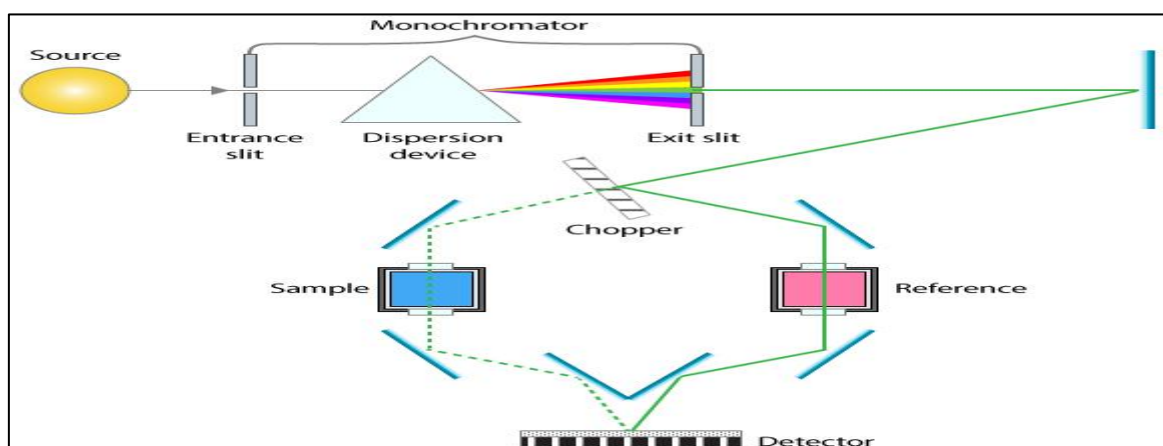 Monochromator
Source
Entrance
slit
Dispersion
device
Exit slit
Chopper
Sample
Reference
Detector